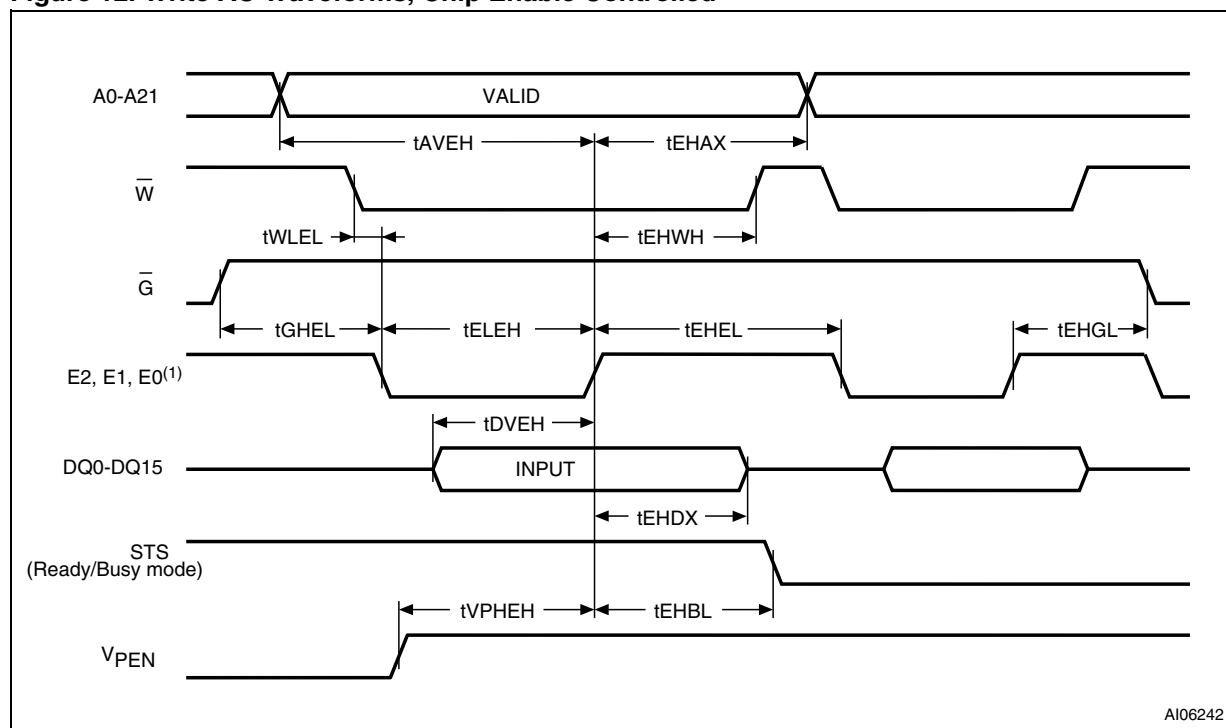 A0-A21
VALID
tAVEH
tEHAX
W
tWLEL
tEHWH
G
tGHEL
tELEH
tEHEL
tEHGL
E2, E1, E0(1)
tDVEH
DQ0-DQ15
INPUT
tEHDX
STS
(Ready/Busy mode)
tVPHEH
tEHBL
VPEN
AI06242